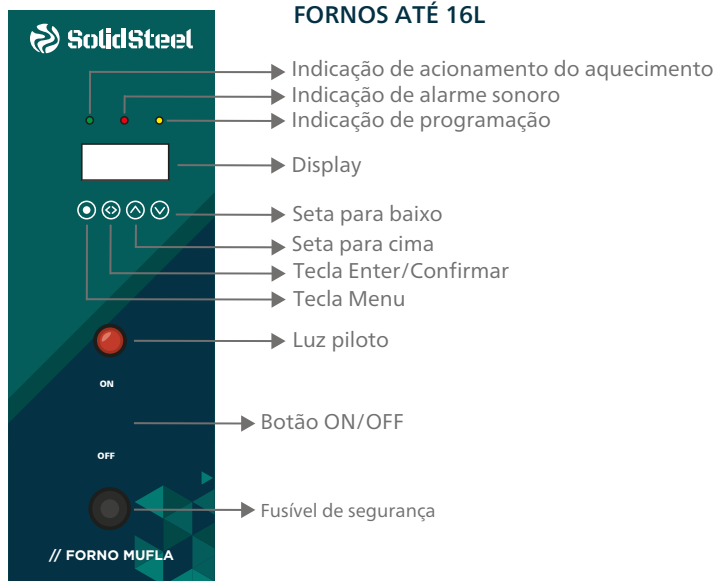 FORNOS ATÉ 16L
SolidSteel
Indicação de acionamento do aquecimento
Indicação de alarme sonoro
Indicação de programação
Display
Seta para baixo
Seta para cima
Tecla Enter/Confirmar
Tecla Menu
Luz piloto
ON
Botão ON/OFF
OFF
Fusível de segurança
// FORNO MUFLA